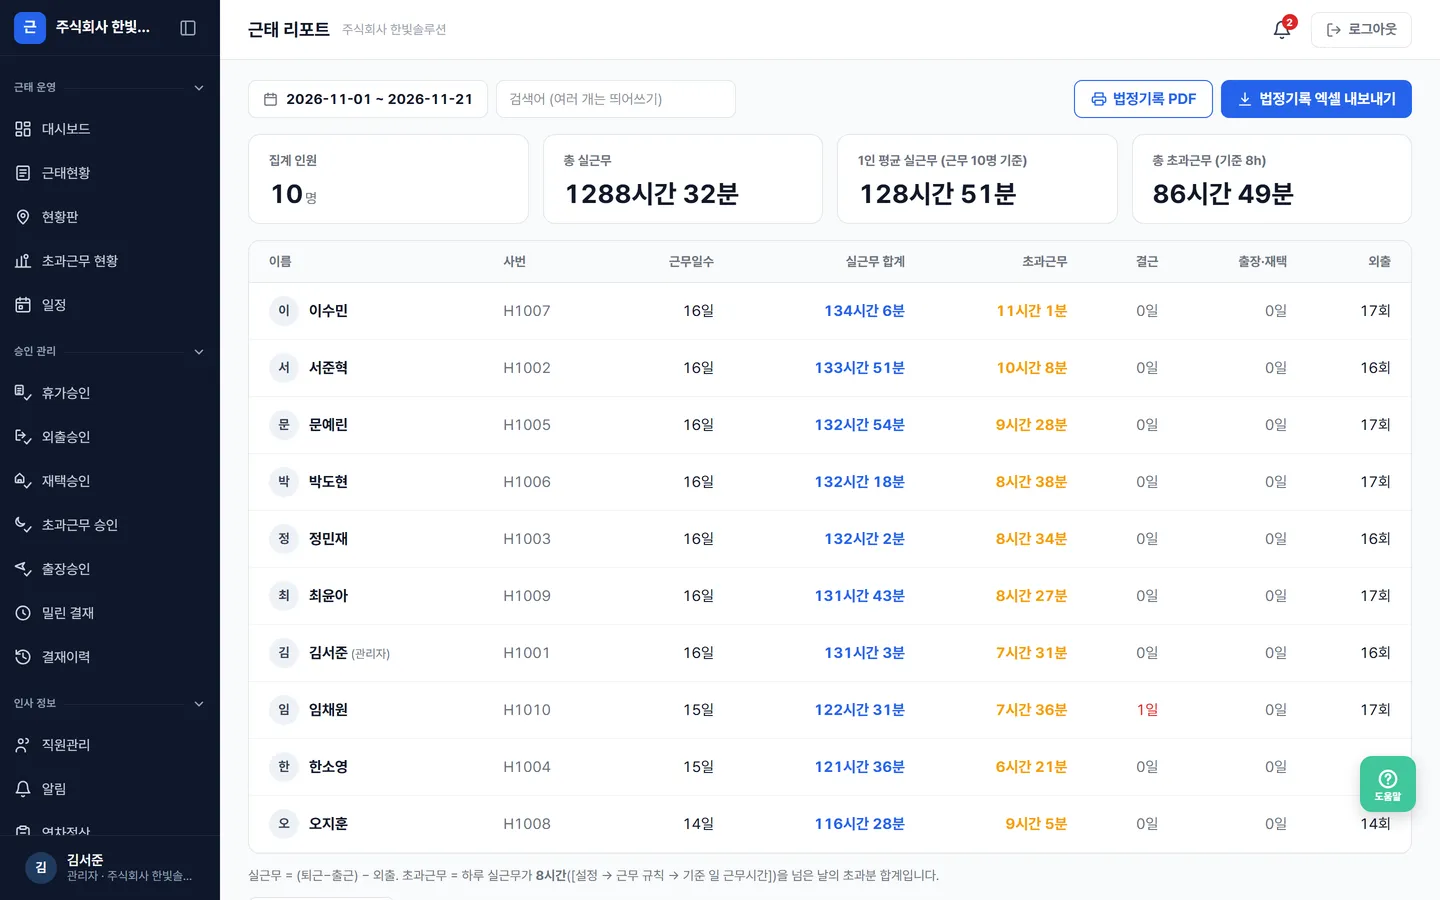 근
주식회사 한빛...
근태 운영
대시보드
근태현황
현황판
초과근무 현황
일정
승인 관리
휴가승인
외출승인
재택승인
초과근무 승인
출장승인
밀린 결재
결재이력
인사 정보
직원관리
알림
연차정산
김
김서준
관리자 · 주식회사 한빛솔...
근태 리포트 주식회사 한빛솔루션
2
로그아웃
2026-11-01 ~ 2026-11-21
검색어 (여러 개는 띄어쓰기)
법정기록 PDF
법정기록 엑셀 내보내기
집계 인원
10명
총 실근무
1288시간 32분
1인 평균 실근무 (근무 10명 기준)
128시간 51분
총 초과근무 (기준 8h)
86시간 49분
이름 사번 근무일수 실근무 합계 초과근무 결근 출장·재택 외출
이 이수민 H1007 16일 134시간 6분 11시간 1분 0일 0일 17회
서 서준혁 H1002 16일 133시간 51분 10시간 8분 0일 0일 16회
문 문예린 H1005 16일 132시간 54분 9시간 28분 0일 0일 17회
박 박도현 H1006 16일 132시간 18분 8시간 38분 0일 0일 17회
정 정민재 H1003 16일 132시간 2분 8시간 34분 0일 0일 16회
최 최윤아 H1009 16일 131시간 43분 8시간 27분 0일 0일 17회
김 김서준 (관리자) H1001 16일 131시간 3분 7시간 31분 0일 0일 16회
임 임채원 H1010 15일 122시간 31분 7시간 36분 1일 0일 17회
한 한소영 H1004 15일 121시간 36분 6시간 21분 0일 0일
오 오지훈 H1008 14일 116시간 28분 9시간 5분 0일 0일 14회
도움말
실근무 = (퇴근−출근) − 외출. 초과근무 = 하루 실근무가 8시간([설정 → 근무 규칙 → 기준 일 근무시간])을 넘은 날의 초과분 합계입니다.